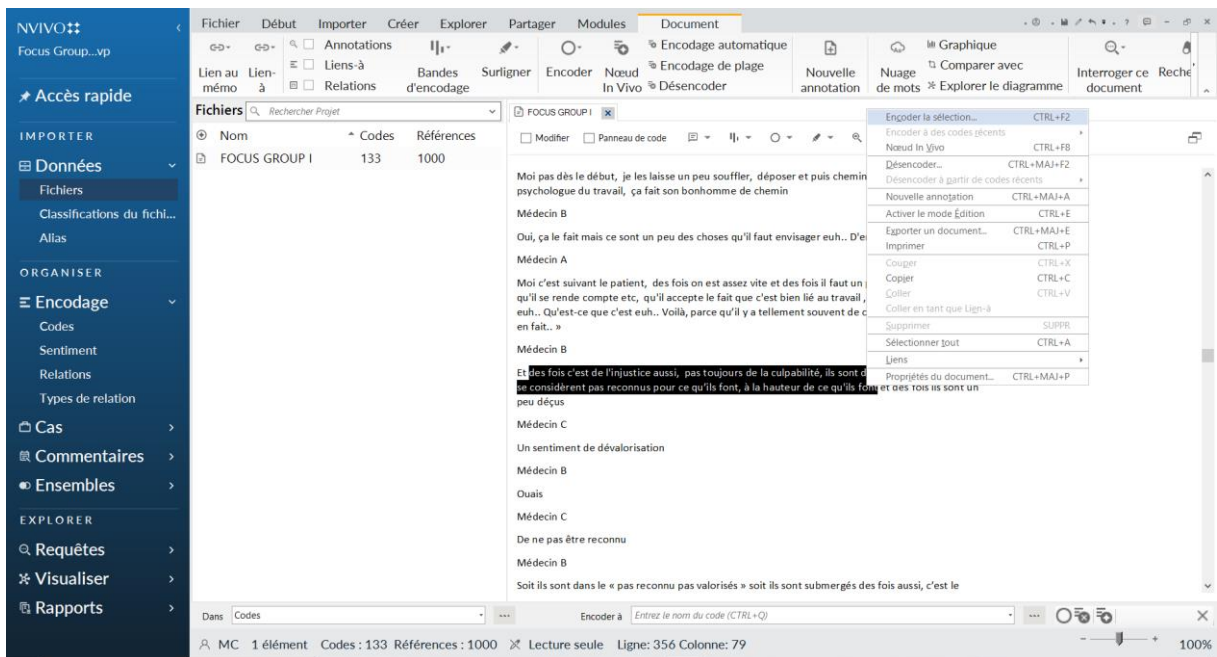 NVIVO
Focus Group...vp
Accès rapide
IMPORTER
Données
Fichiers
Classifications du fichi...
Alias
ORGANISER
Encodage
Codes
Sentiment
Relations
Types de relation
Cas
Commentaires
Ensembles
EXPLORER
Requêtes
Visualiser
Rapports
Fichier Début Importer Créer Explorer Partager Modules Document
Lien au mémo
Lien-à
Annotations
Liens-à
Relations
Bandes d'encodage
Surligner
Encoder
Nœud In Vivo
Encodage automatique
Encodage de plage
Désencoder
Nouvelle annotation
Nuage de mots
Graphique
Comparer avec
Explorer le diagramme
Interroger ce document
Reche
Fichiers Rechercher Projet
Nom Codes Références
FOCUS GROUP I 133 1000
FOCUS GROUP I
Modifier Panneau de code
Moi pas dès le début, je les laisse un peu souffler, déposer et puis chemin
psychologue du travail, ça fait son bonhomme de chemin
Médecin B
Oui, ça le fait mais ce sont un peu des choses qu'il faut envisager euh.. D'e
Médecin A
Moi c'est suivant le patient, des fois on est assez vite et des fois il faut un
qu'il se rende compte etc, qu'il accepte le fait que c'est bien lié au travail ,
euh.. Qu'est-ce que c'est euh.. Voilà, parce qu'il y a tellement souvent de
en fait.. »
Médecin B
Et des fois c'est de l'injustice aussi, pas toujours de la culpabilité, ils sont d
se considèrent pas reconnus pour ce qu'ils font, à la hauteur de ce qu'ils font et des fois ils sont un
peu déçus
Médecin C
Un sentiment de dévalorisation
Médecin B
Ouais
Médecin C
De ne pas être reconnu
Médecin B
Soit ils sont dans le « pas reconnu pas valorisés » soit ils sont submergés des fois aussi, c'est le
Encoder la sélection... CTRL+F2
Encoder à des codes récents
Nœud In Vivo CTRL+F8
Désencoder... CTRL+MAJ+F2
Désencoder à partir de codes récents
Nouvelle annotation CTRL+MAJ+A
Activer le mode Édition CTRL+E
Exporter un document... CTRL+MAJ+E
Imprimer CTRL+P
Couper CTRL+X
Copier CTRL+C
Coller CTRL+V
Coller en tant que Lien-à
Supprimer SUPPR
Sélectionner tout CTRL+A
Liens
Propriétés du document... CTRL+MAJ+P
Dans Codes ... Encoder à Entrez le nom du code (CTRL+Q) ...
MC 1 élément Codes : 133 Références : 1000 Lecture seule Ligne: 356 Colonne: 79 100%